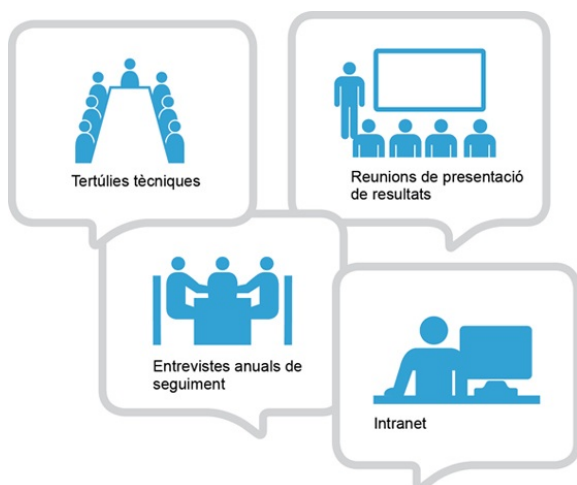 Tertúlies tècniques
Reunions de presentació
de resultats
Entrevistes anuals de
seguiment
Intranet